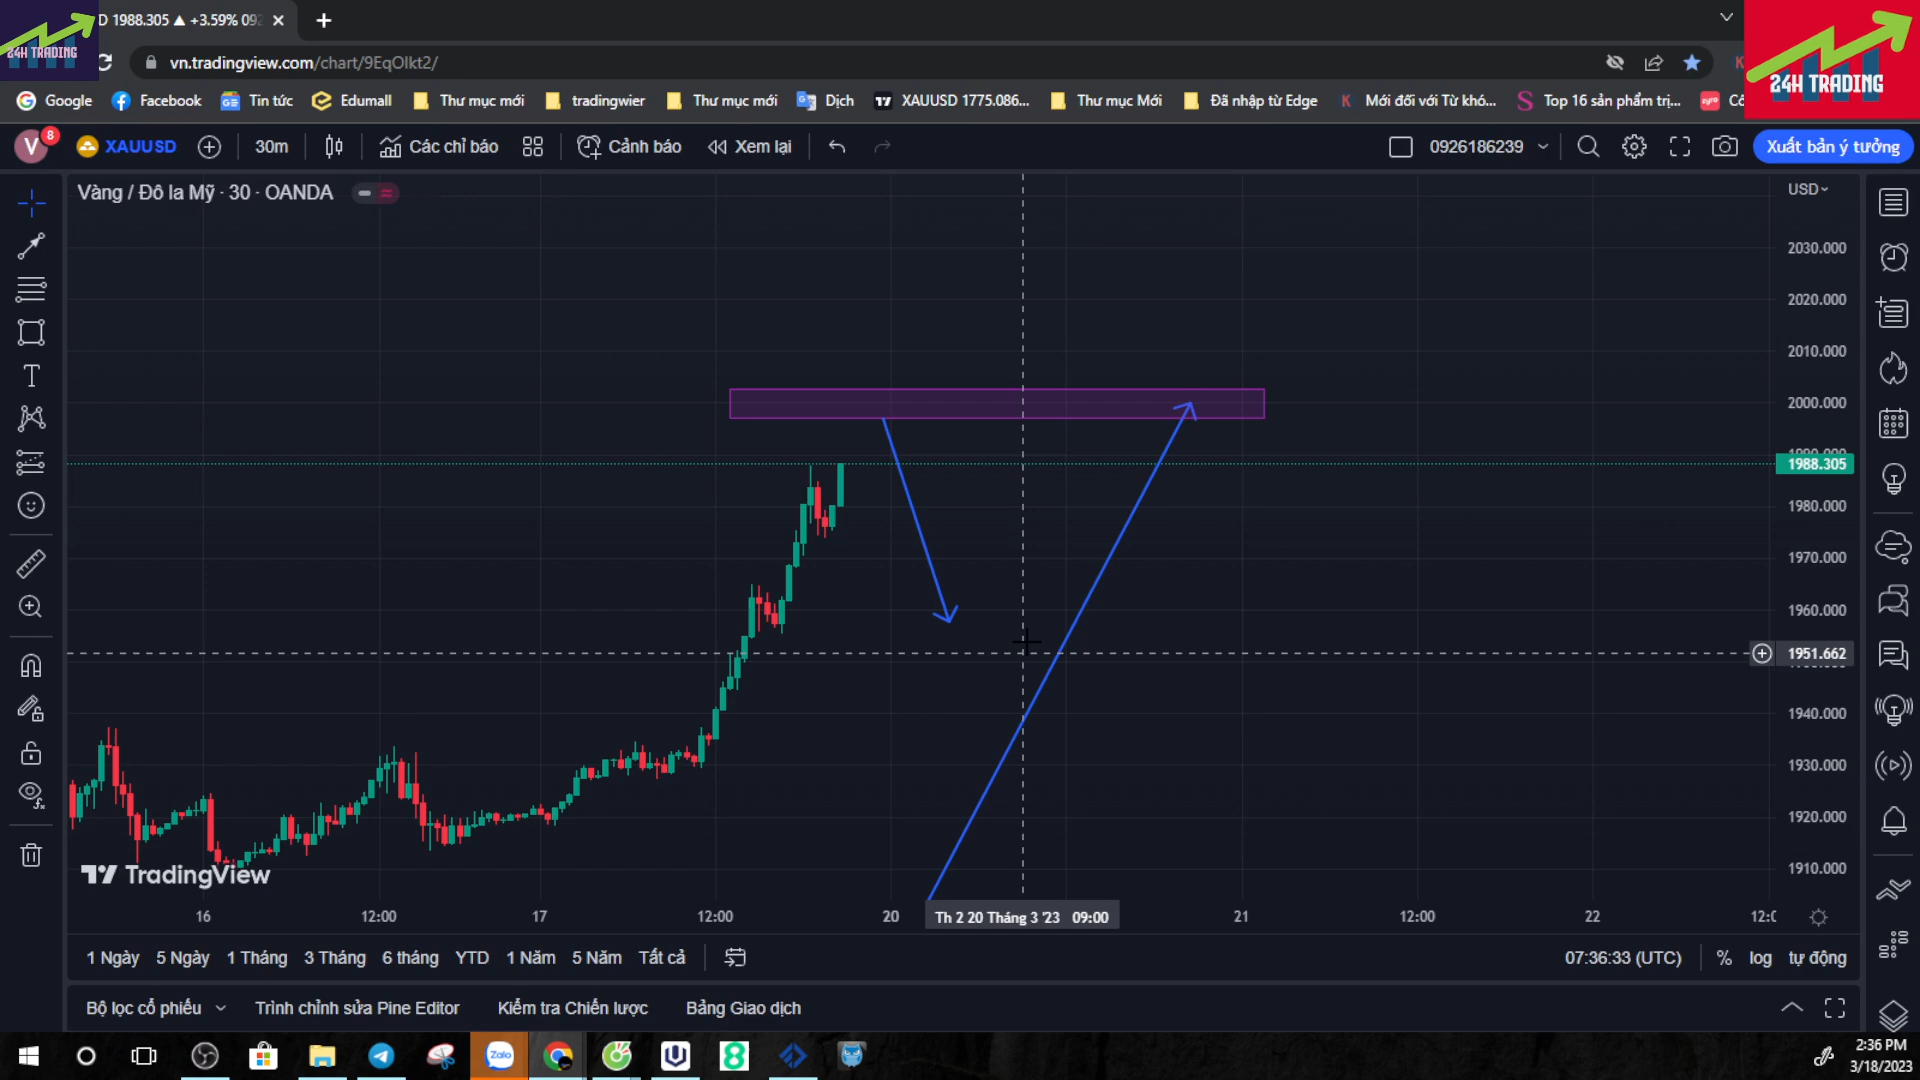 D 1988.305 ▲ +3.59% 092
24H TRADING
vn.tradingview.com/chart/9EqOlkt2/
24H TRADING
Google Facebook Tin tức Edumall Thư mục mới tradingwier Thư mục mới Dịch XAUUSD 1775.086... Thư mục Mới Đã nhập từ Edge Mới đối với Từ khó... Top 16 sản phẩm trị...
V 8 XAUUSD 30m Các chỉ báo Cảnh báo Xem lại 0926186239 Xuất bản ý tưởng
Vàng / Đô la Mỹ · 30 · OANDA
USD
2030.000
2020.000
2010.000
2000.000
1988.305
1980.000
1970.000
1960.000
1951.662
1940.000
1930.000
1920.000
1910.000
TradingView
16 12:00 17 12:00 20 Th 2 20 Tháng 3 '23 09:00 21 12:00 22
1 Ngày 5 Ngày 1 Tháng 3 Tháng 6 tháng YTD 1 Năm 5 Năm Tất cả 07:36:33 (UTC) % log tự động
Bộ lọc cổ phiếu Trình chỉnh sửa Pine Editor Kiểm tra Chiến lược Bảng Giao dịch
Zalo
2:36 PM
3/18/2023